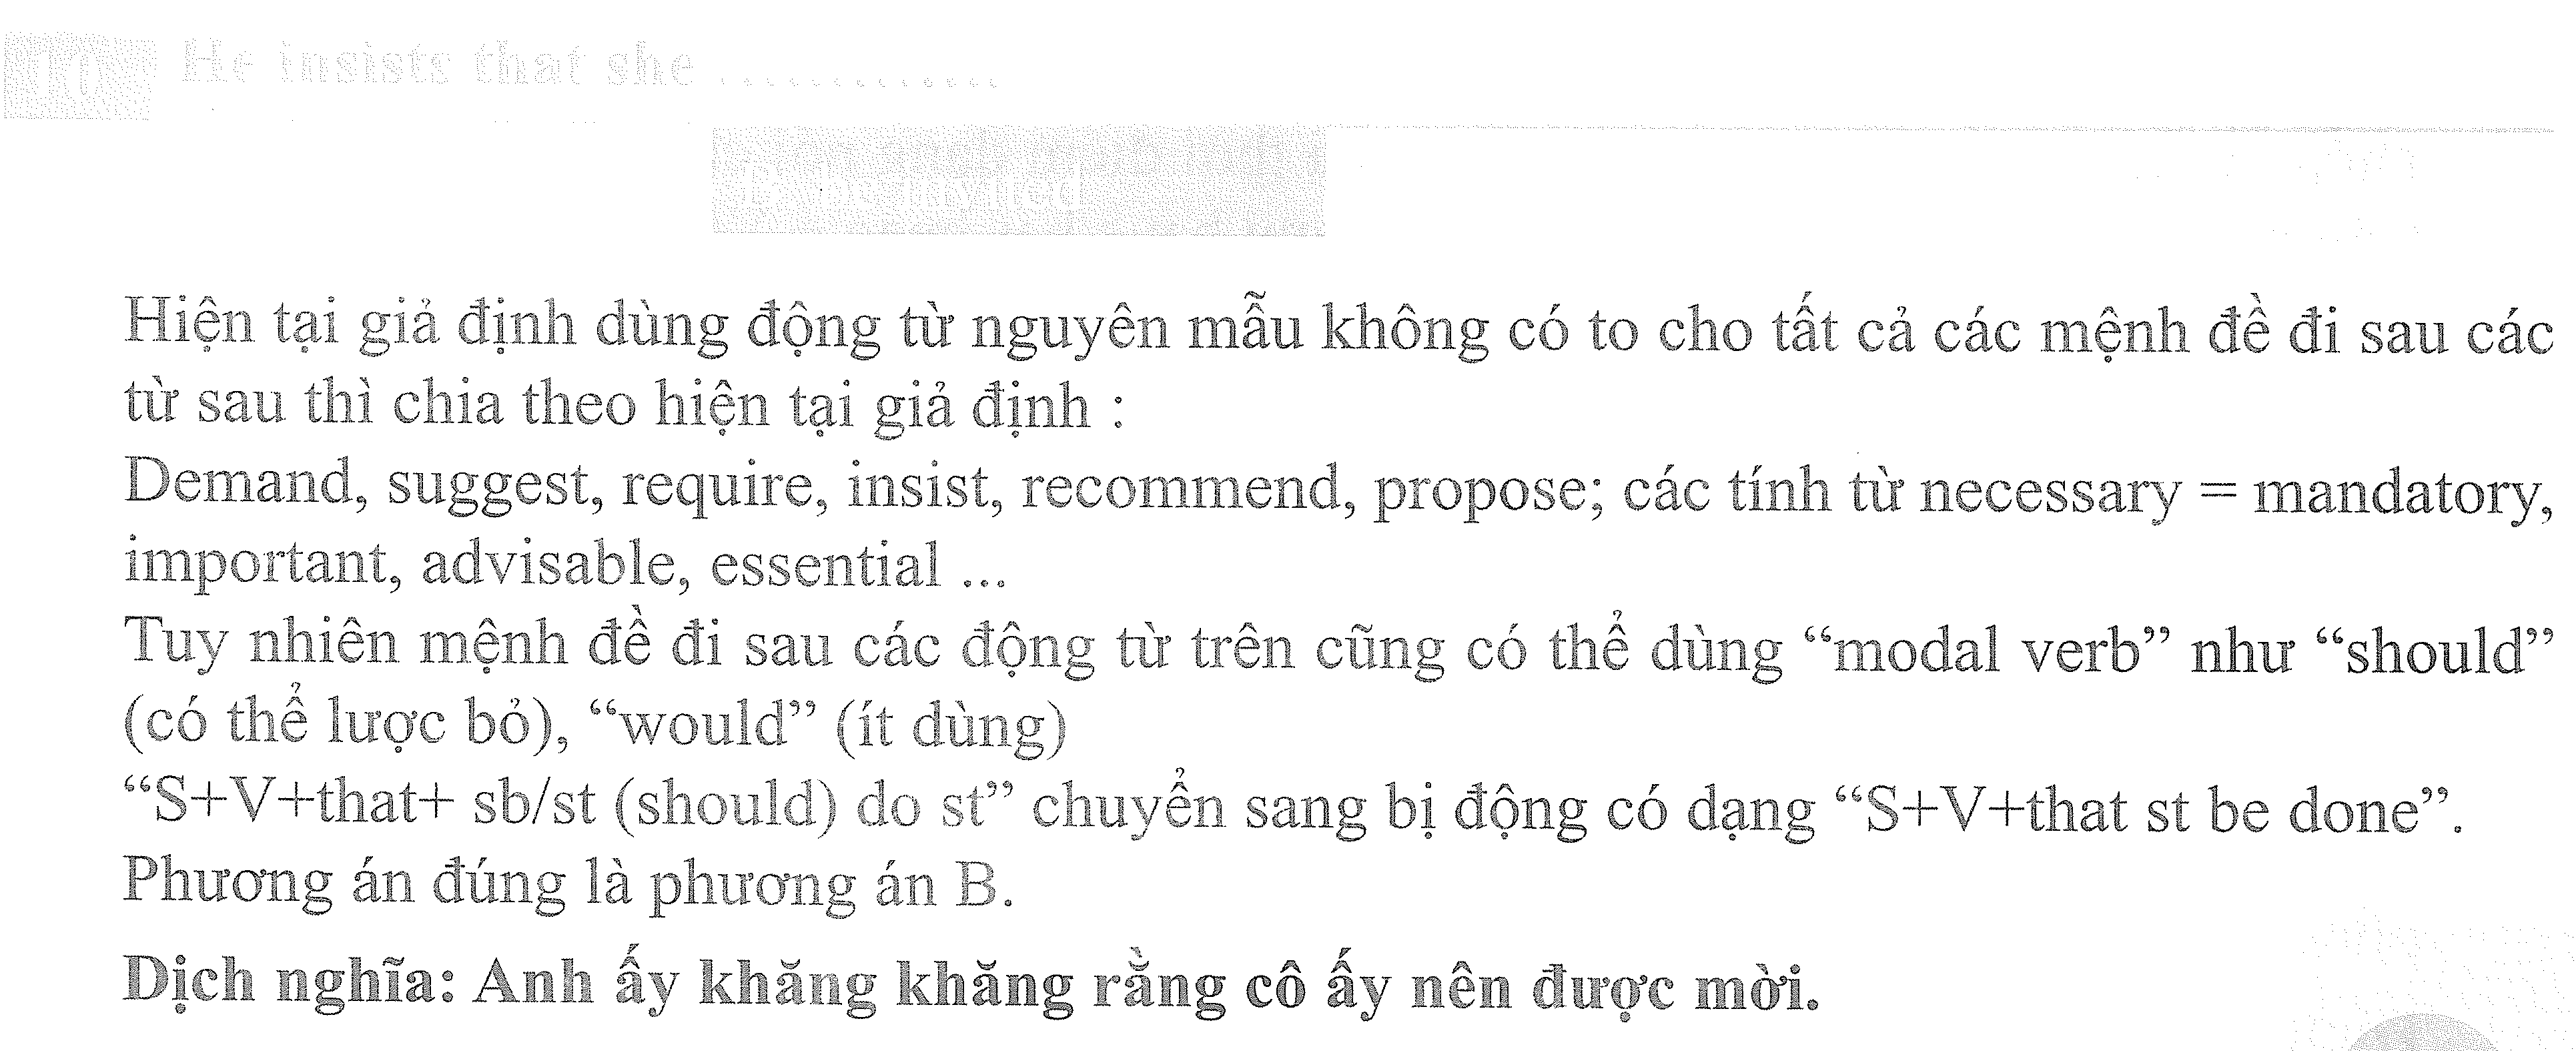 10 He insists that she .............
B. be invited
Hiện tại giả định dùng động từ nguyên mẫu không có to cho tất cả các mệnh đề đi sau các
từ sau thì chia theo hiện tại giả định :
Demand, suggest, require, insist, recommend, propose; các tính từ necessary = mandatory,
important, advisable, essential ...
Tuy nhiên mệnh đề đi sau các động từ trên cũng có thể dùng “modal verb” như “should”
(có thể lược bỏ), “would” (ít dùng)
“S+V+that+ sb/st (should) do st” chuyển sang bị động có dạng “S+V+that st be done”.
Phương án đúng là phương án B.
Dịch nghĩa: Anh ấy khăng khăng rằng cô ấy nên được mời.